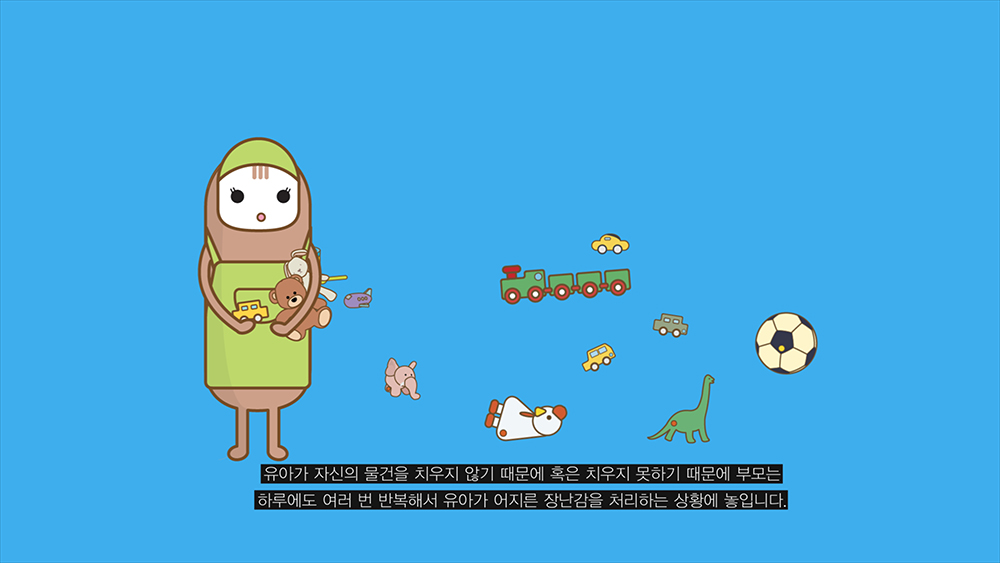 유아가 자신의 물건을 치우지 않기 때문에 혹은 치우지 못하기 때문에 부모는
하루에도 여러 번 반복해서 유아가 어지른 장난감을 처리하는 상황에 놓입니다.